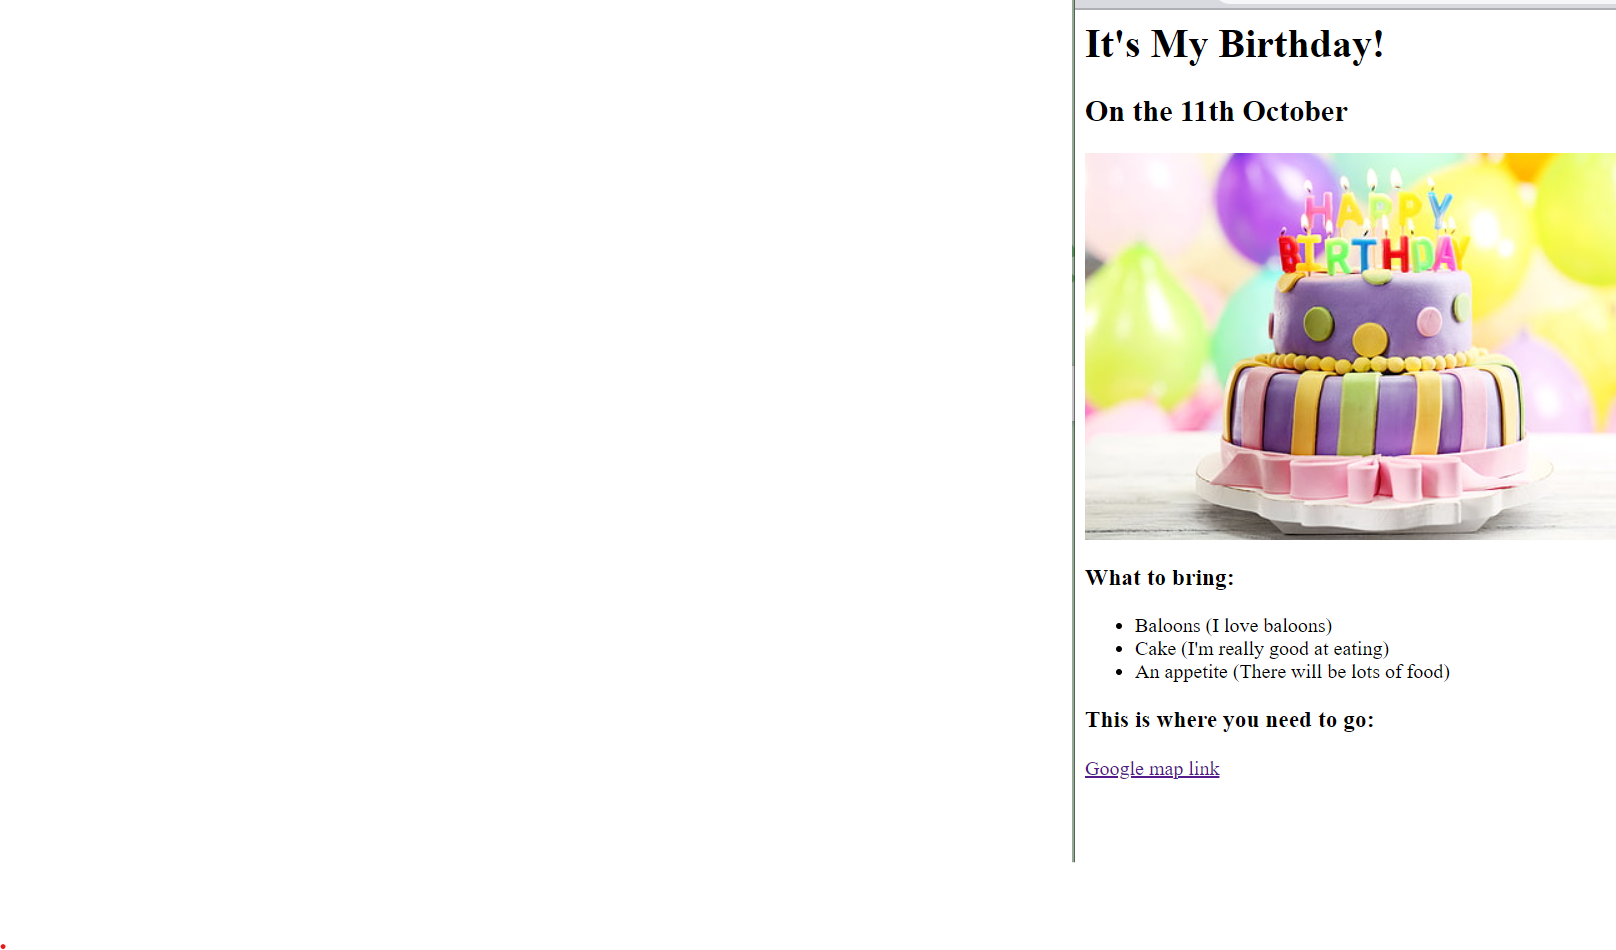 It's My Birthday!
On the 11th October
HAPPY
BIRTHDAY
What to bring:
Baloons (I love baloons)
Cake (I'm really good at eating)
An appetite (There will be lots of food)
This is where you need to go:
Google map link